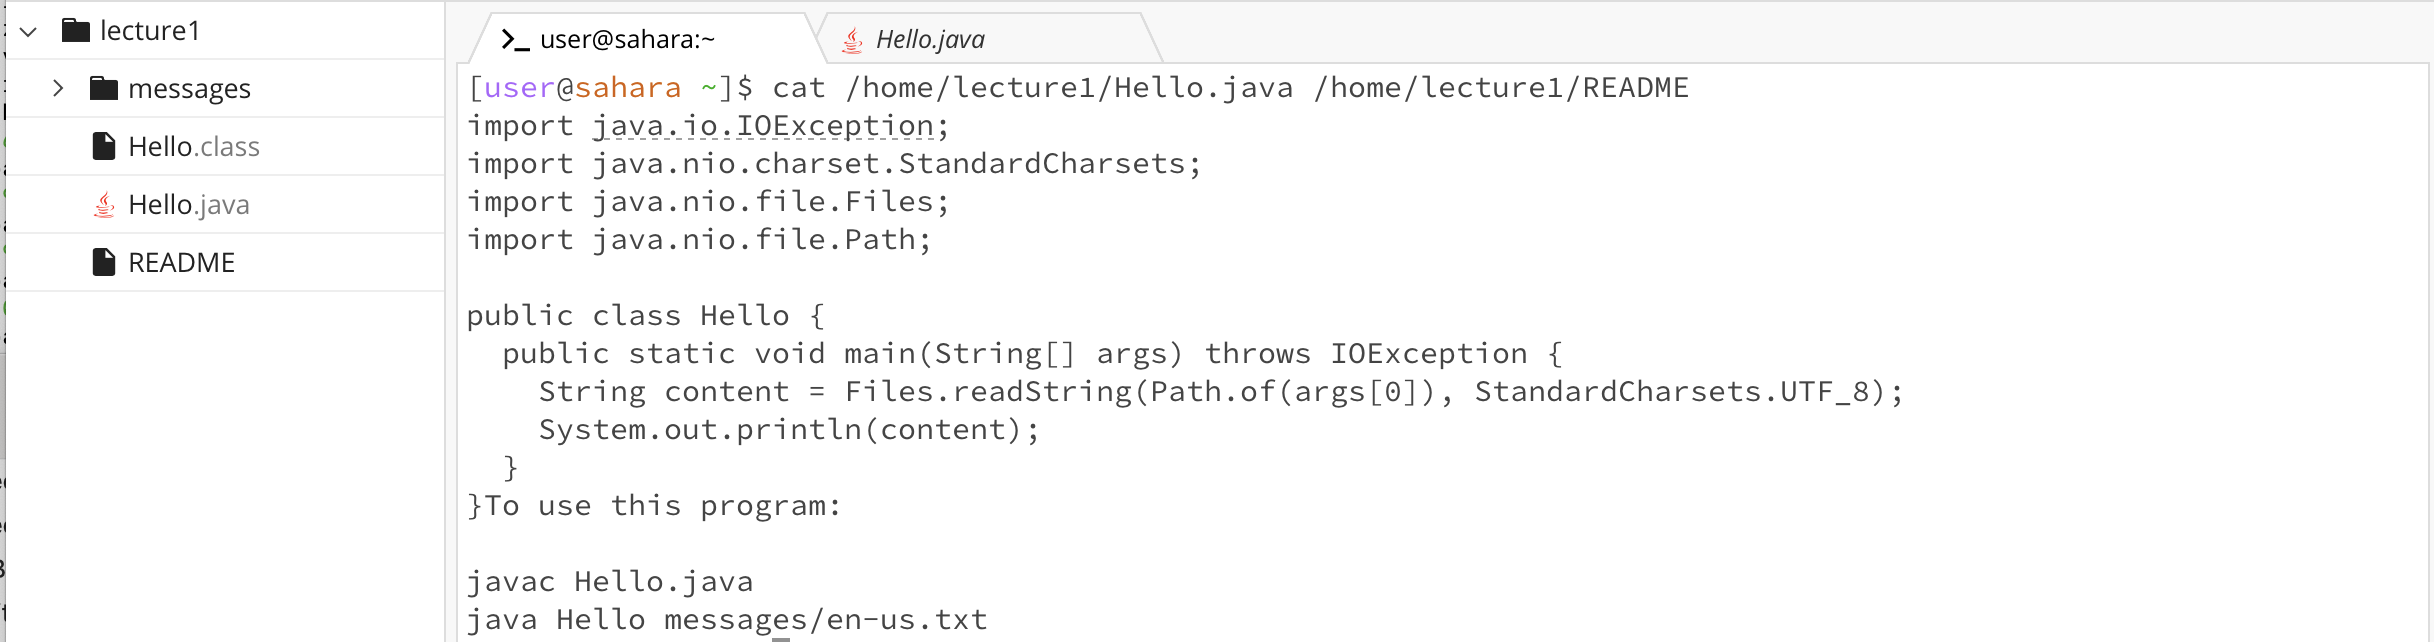 lecture1
messages
Hello.class
Hello.java
README
user@sahara:~
Hello.java
[user@sahara ~]$ cat /home/lecture1/Hello.java /home/lecture1/README
import java.io.IOException;
import java.nio.charset.StandardCharsets;
import java.nio.file.Files;
import java.nio.file.Path;

public class Hello {
  public static void main(String[] args) throws IOException {
    String content = Files.readString(Path.of(args[0]), StandardCharsets.UTF_8);
    System.out.println(content);
  }
}To use this program:

javac Hello.java
java Hello messages/en-us.txt